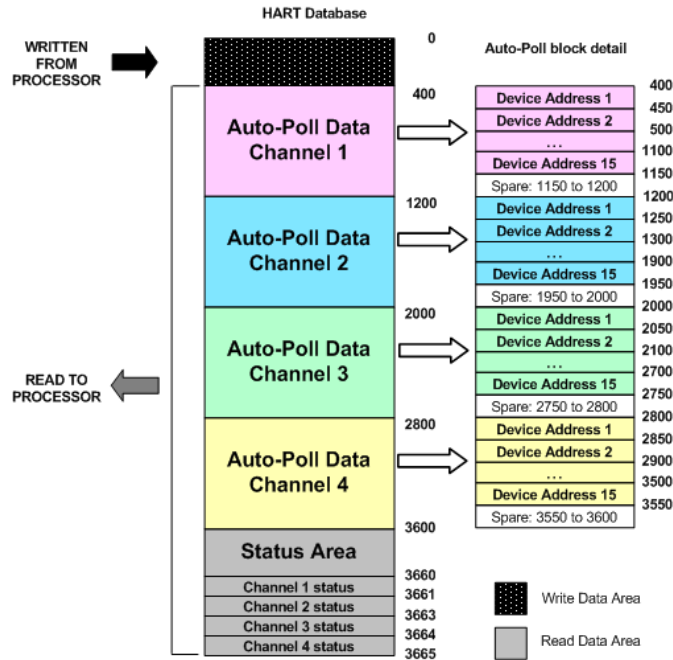 HART Database
WRITTEN
FROM
PROCESSOR
READ TO
PROCESSOR
0
400
1200
2000
2800
3600
3660
3661
3663
3664
3665
Auto-Poll Data
Channel 1
Auto-Poll Data
Channel 2
Auto-Poll Data
Channel 3
Auto-Poll Data
Channel 4
Status Area
Channel 1 status
Channel 2 status
Channel 3 status
Channel 4 status
Auto-Poll block detail
400
Device Address 1
450
Device Address 2
500
...
1100
Device Address 15
1150
Spare: 1150 to 1200
1200
Device Address 1
1250
Device Address 2
1300
...
1900
Device Address 15
1950
Spare: 1950 to 2000
2000
Device Address 1
2050
Device Address 2
2100
...
2700
Device Address 15
2750
Spare: 2750 to 2800
2800
Device Address 1
2850
Device Address 2
2900
...
3500
Device Address 15
3550
Spare: 3550 to 3600
Write Data Area
Read Data Area